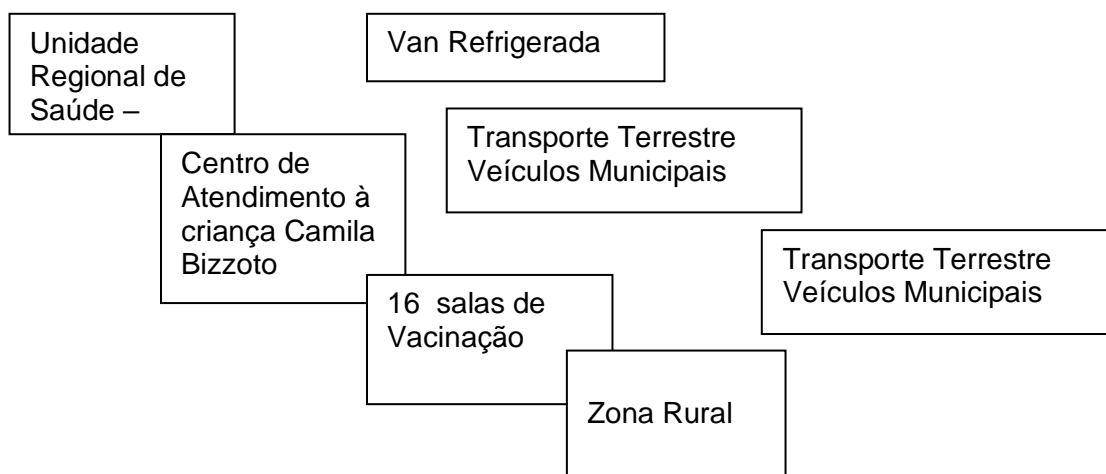 Unidade
Regional de
Saúde –
Van Refrigerada
Centro de
Atendimento à
criança Camila
Bizzoto
Transporte Terrestre
Veículos Municipais
16 salas de
Vacinação
Transporte Terrestre
Veículos Municipais
Zona Rural